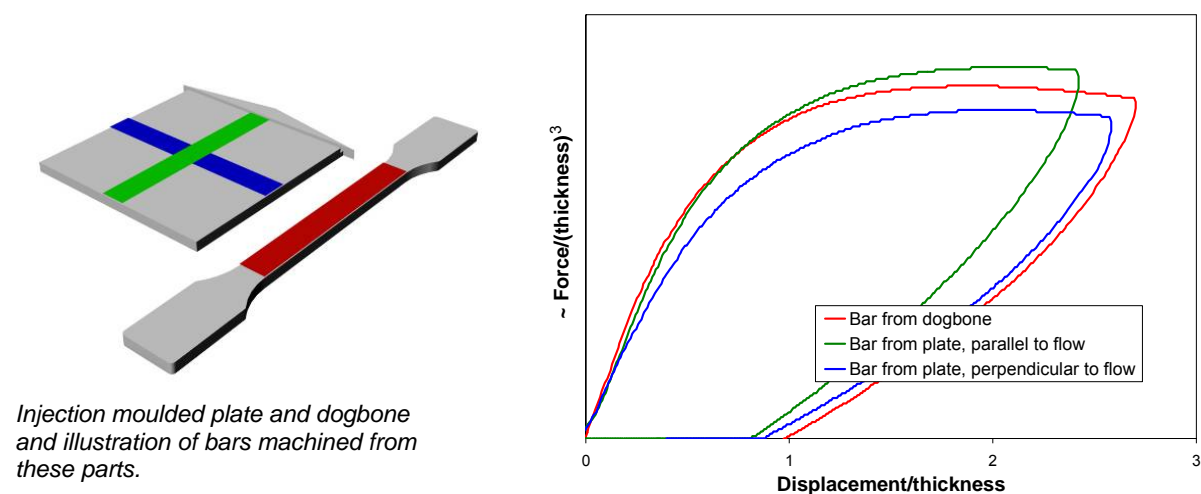 Injection moulded plate and dogbone
and illustration of bars machined from
these parts.
~ Force/(thickness)³
Bar from dogbone
Bar from plate, parallel to flow
Bar from plate, perpendicular to flow
0 1 2 3
Displacement/thickness